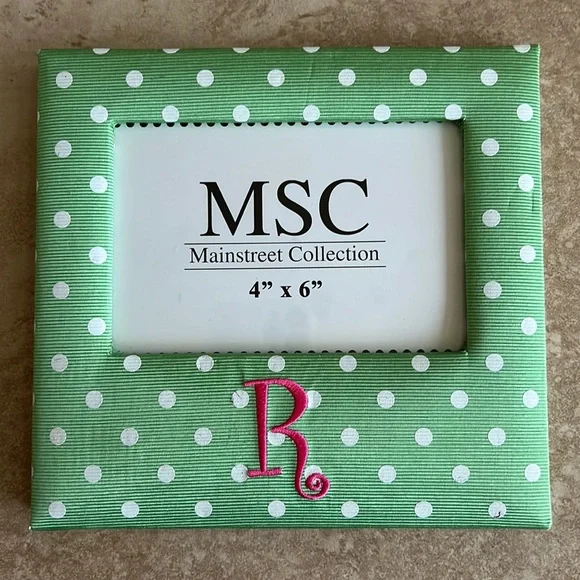 MSC
Mainstreet Collection
4” x 6”
R